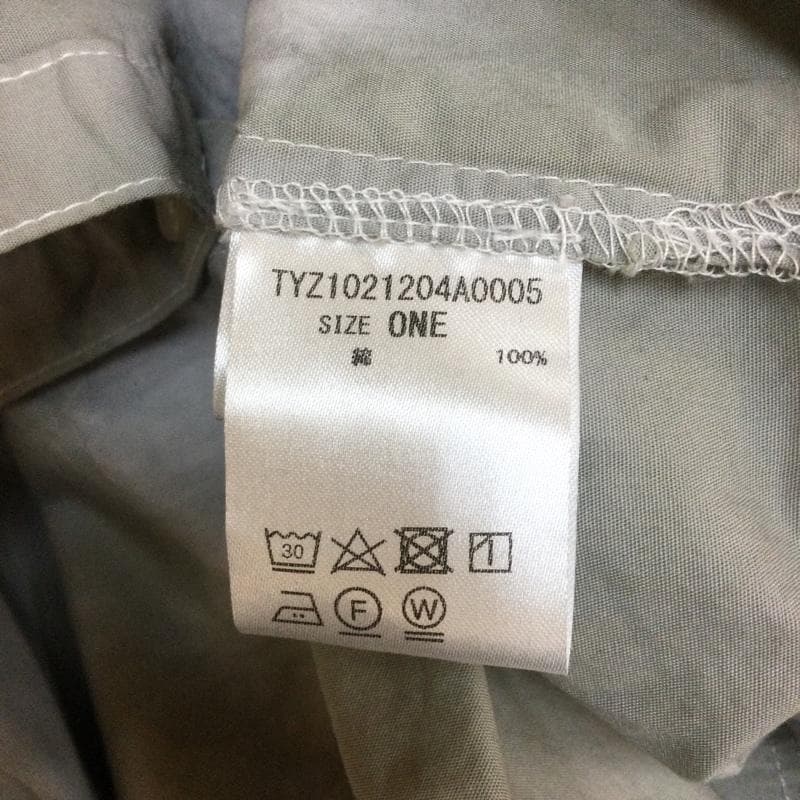 TYZ1021204A0005
SIZE ONE
綿 100%
30
F W